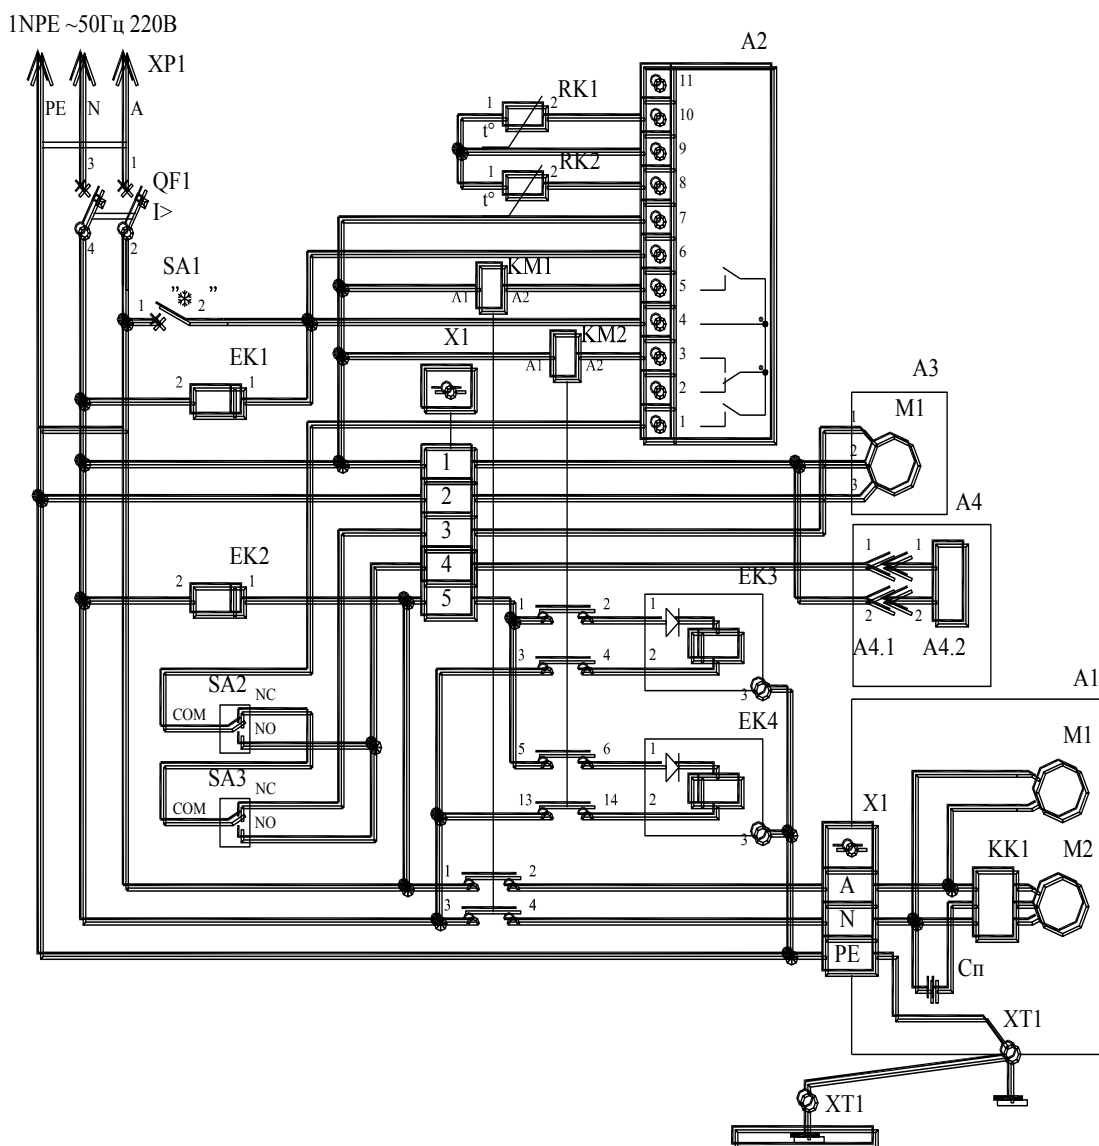 1NPE ~50Гц 220В
XP1
A2
PE N A
3 1
QF1
I>
4 2
SA1
1 "❄" 2
1 RK1 2
t°
1 RK2 2
t°
11
10
9
8
7
6
5
4
3
2
1
KM1
A1 A2
KM2
A1 A2
X1
EK1
2 1
A3
M1
1
2
3
1
2
3
4
5
A4
1 1
2 2
A4.1 A4.2
EK2
2 1
EK3
1 2 1
3 4 2
3
SA2
NC
COM
NO
SA3
NC
COM
NO
EK4
5 6 1
13 14 2
3
A1
M1
X1
KK1 M2
1 2 A
3 4 N
PE
Сп
XT1
XT1